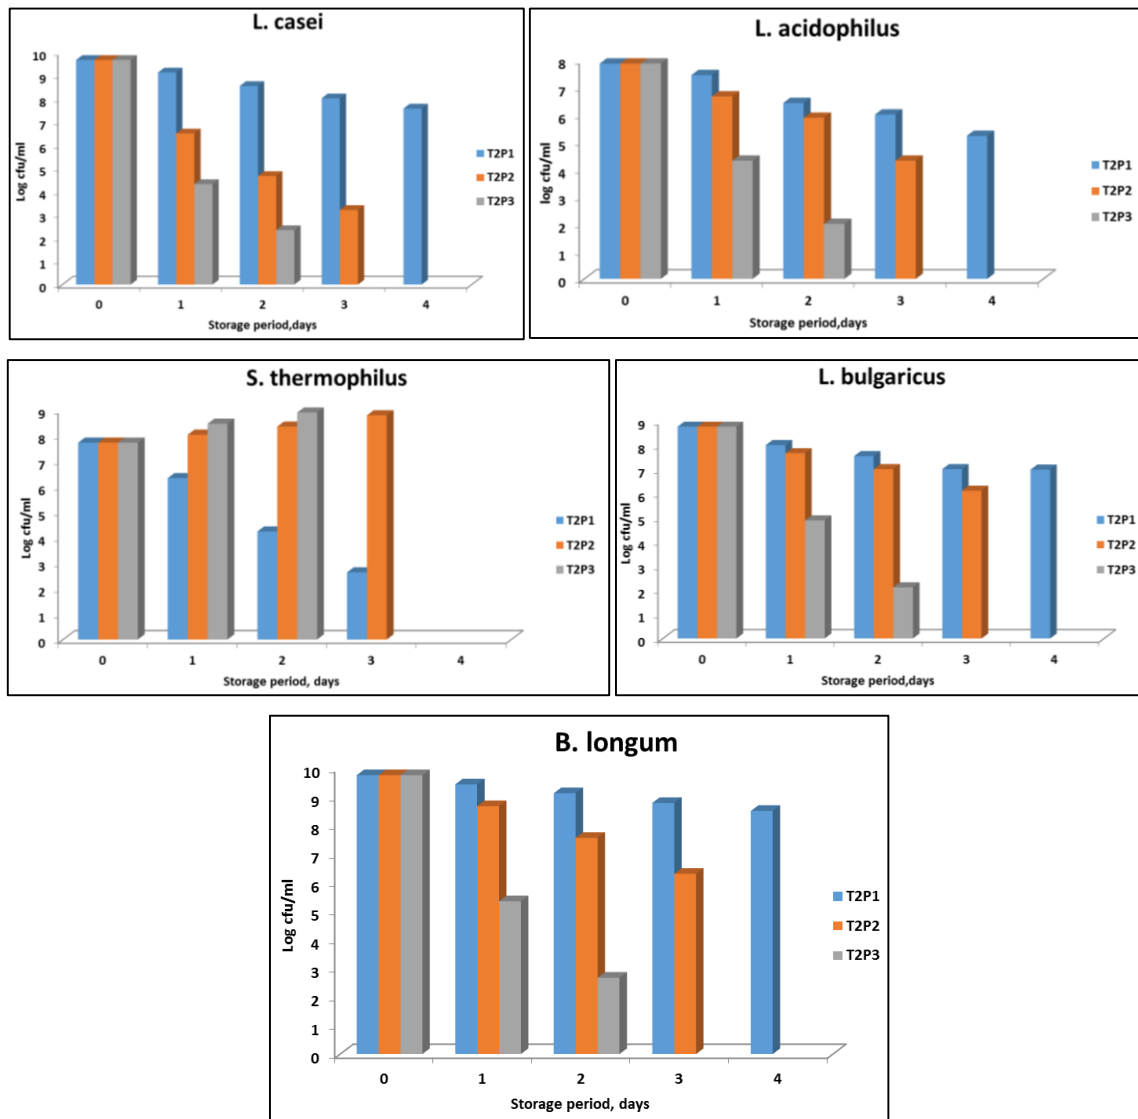 L. casei
10
9
8
7
6
5
4
3
2
1
0
Log cfu/ml
0 1 2 3 4
Storage period,days
T2P1
T2P2
T2P3
L. acidophilus
8
7
6
5
4
3
2
1
0
log cfu/ml
0 1 2 3 4
Storage period,days
T2P1
T2P2
T2P3
S. thermophilus
9
8
7
6
5
4
3
2
1
0
Log cfu/ml
0 1 2 3 4
Storage period, days
T2P1
T2P2
T2P3
L. bulgaricus
9
8
7
6
5
4
3
2
1
0
Log cfu/ml
0 1 2 3 4
Storage period,days
T2P1
T2P2
T2P3
B. longum
10
9
8
7
6
5
4
3
2
1
0
Log cfu/ml
0 1 2 3 4
Storage period, days
T2P1
T2P2
T2P3